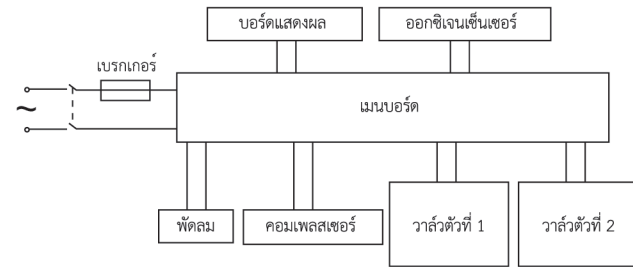 บอร์ดแสดงผล
ออกซิเจนเซ็นเซอร์
เบรกเกอร์
~
เมนบอร์ด
พัดลม
คอมเพลสเซอร์
วาล์วตัวที่ 1
วาล์วตัวที่ 2